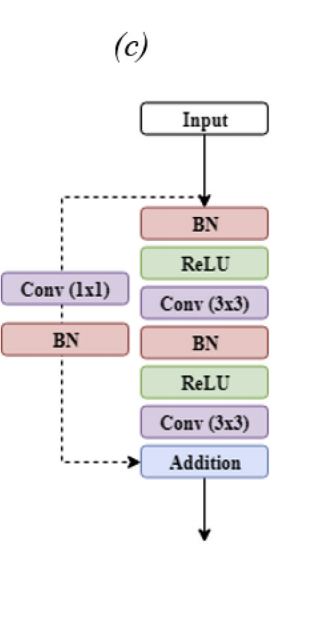 (c)
Input
BN
ReLU
Conv (1x1)
Conv (3x3)
BN
BN
ReLU
Conv (3x3)
Addition